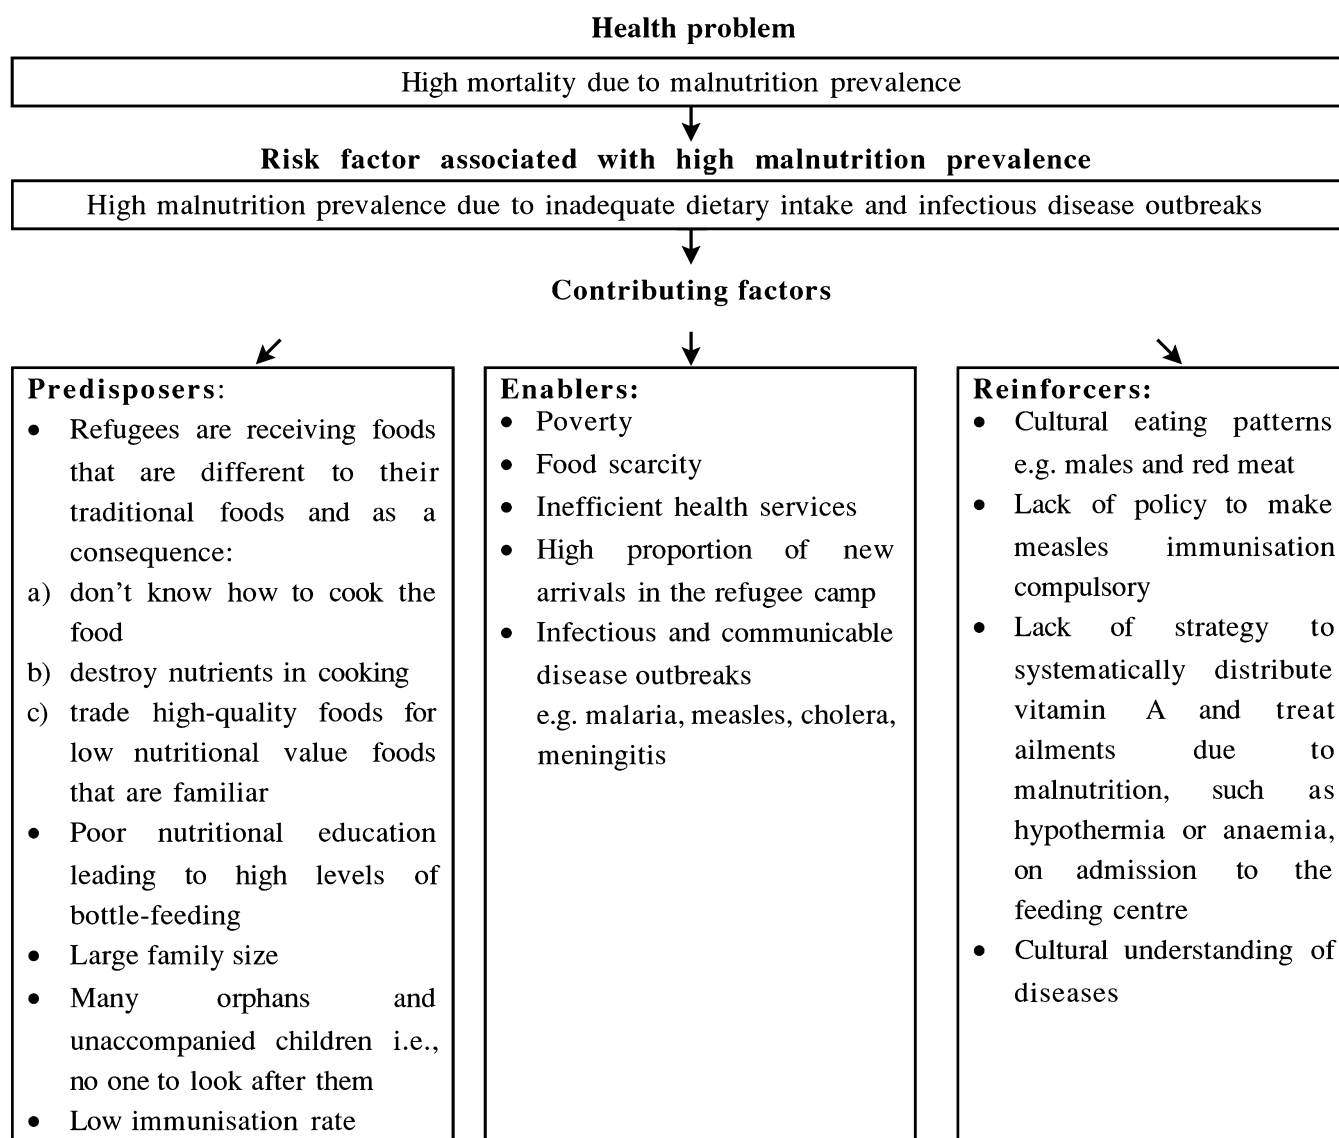 Health problem
High mortality due to malnutrition prevalence
Risk factor associated with high malnutrition prevalence
High malnutrition prevalence due to inadequate dietary intake and infectious disease outbreaks
Contributing factors
Predisposers:
• Refugees are receiving foods
that are different to their
traditional foods and as a
consequence:
a) don't know how to cook the
food
b) destroy nutrients in cooking
c) trade high-quality foods for
low nutritional value foods
that are familiar
• Poor nutritional education
leading to high levels of
bottle-feeding
• Large family size
• Many orphans and
unaccompanied children i.e.,
no one to look after them
• Low immunisation rate
Enablers:
• Poverty
• Food scarcity
• Inefficient health services
• High proportion of new
arrivals in the refugee camp
• Infectious and communicable
disease outbreaks
e.g. malaria, measles, cholera,
meningitis
Reinforcers:
• Cultural eating patterns
e.g. males and red meat
• Lack of policy to make
measles immunisation
compulsory
• Lack of strategy to
systematically distribute
vitamin A and treat
ailments due to
malnutrition, such as
hypothermia or anaemia,
on admission to the
feeding centre
• Cultural understanding of
diseases